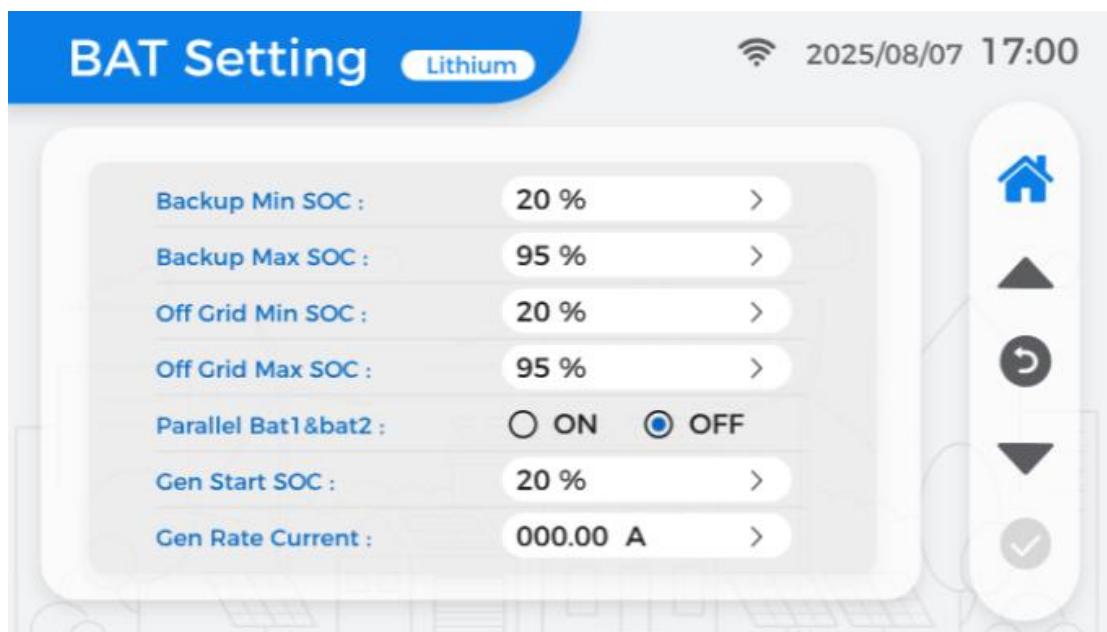 BAT Setting Lithium 2025/08/07 17:00
Backup Min SOC : 20 %
Backup Max SOC : 95 %
Off Grid Min SOC : 20 %
Off Grid Max SOC : 95 %
Parallel Bat1&bat2 : ON OFF
Gen Start SOC : 20 %
Gen Rate Current : 000.00 A